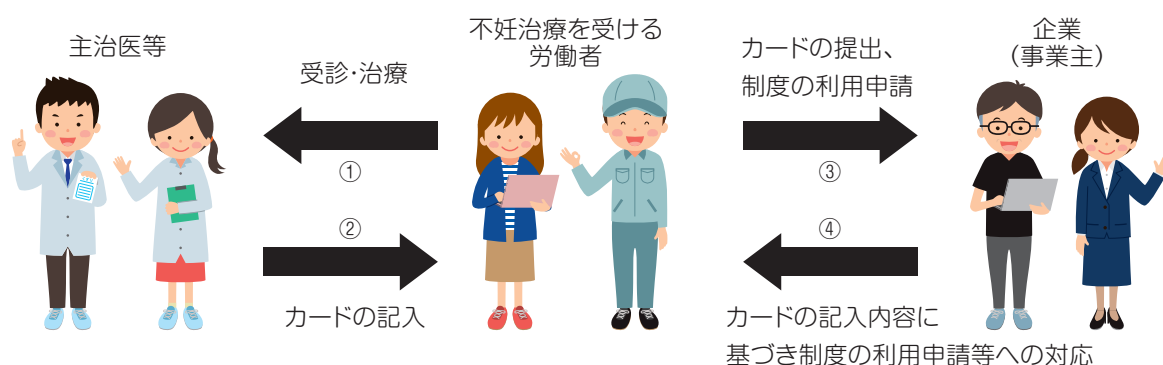 主治医等
不妊治療を受ける
労働者
企業
(事業主)
受診・治療
カードの提出、
制度の利用申請
①
③
②
④
カードの記入
カードの記入内容に
基づき制度の利用申請等への対応